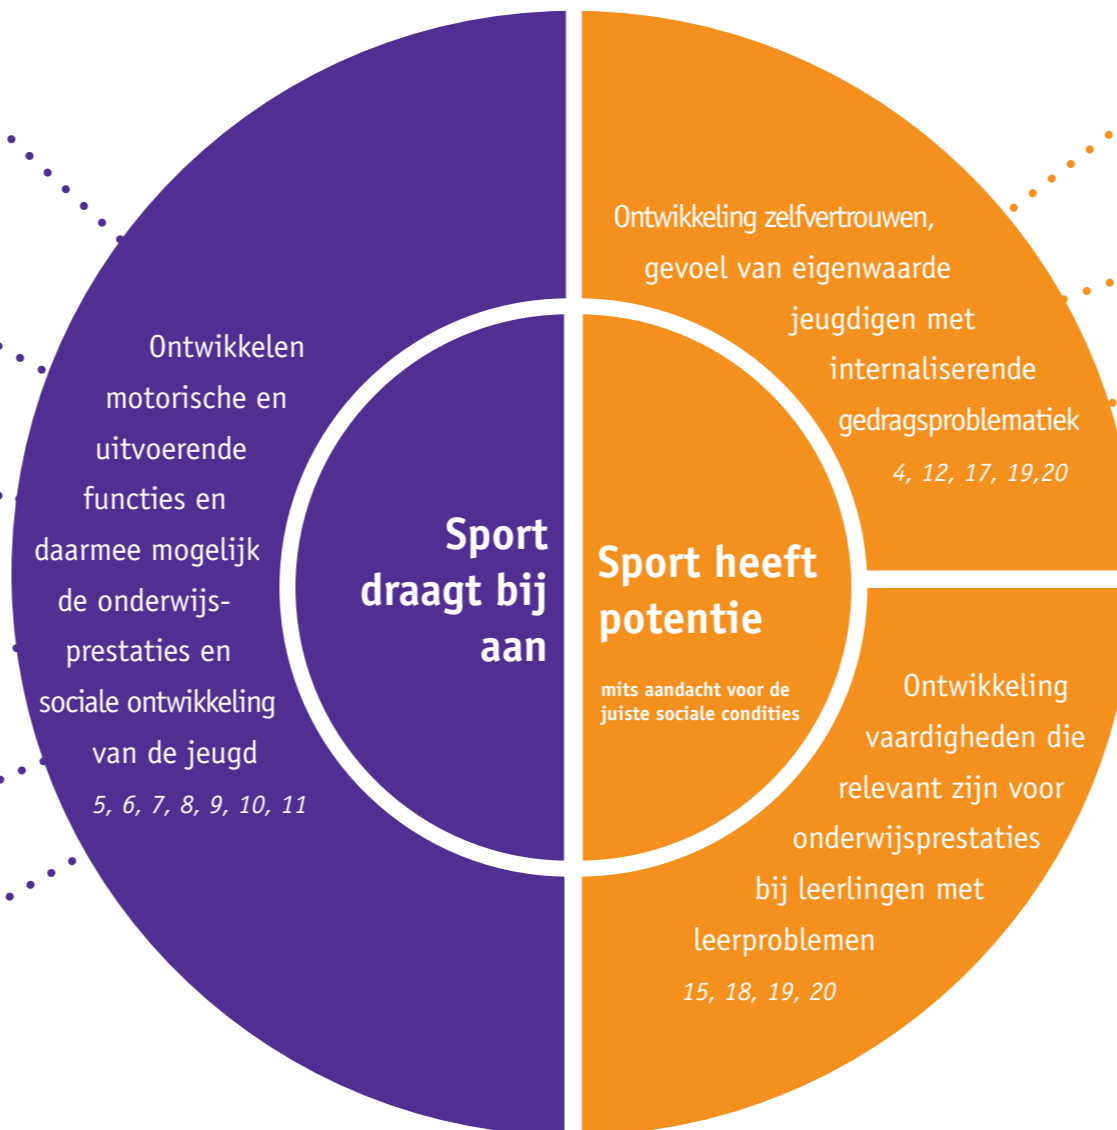 Ontwikkelen
motorische en
uitvoerende
functies en
daarmee mogelijk
de onderwijs-
prestaties en
sociale ontwikkeling
van de jeugd
5, 6, 7, 8, 9, 10, 11
Sport
draagt bij
aan
Sport heeft
potentie
mits aandacht voor de
juiste sociale condities
Ontwikkeling zelfvertrouwen,
gevoel van eigenwaarde
jeugdigen met
internaliserende
gedragsproblematiek
4, 12, 17, 19,20
Ontwikkeling
vaardigheden die
relevant zijn voor
onderwijsprestaties
bij leerlingen met
leerproblemen
15, 18, 19, 20